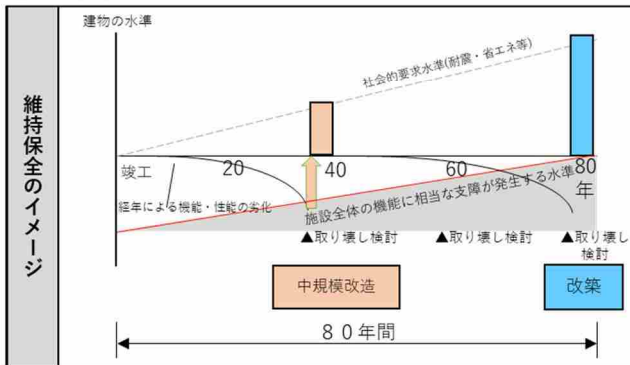 建物の水準
維持保全のイメージ
社会的要求水準(耐震・省エネ等)
竣工
20
40
60
80
年
経年による機能・性能の劣化
施設全体の機能に相当な支障が発生する水準
▲取り壊し検討
▲取り壊し検討
▲取り壊し
検討
中規模改造
改築
８０年間